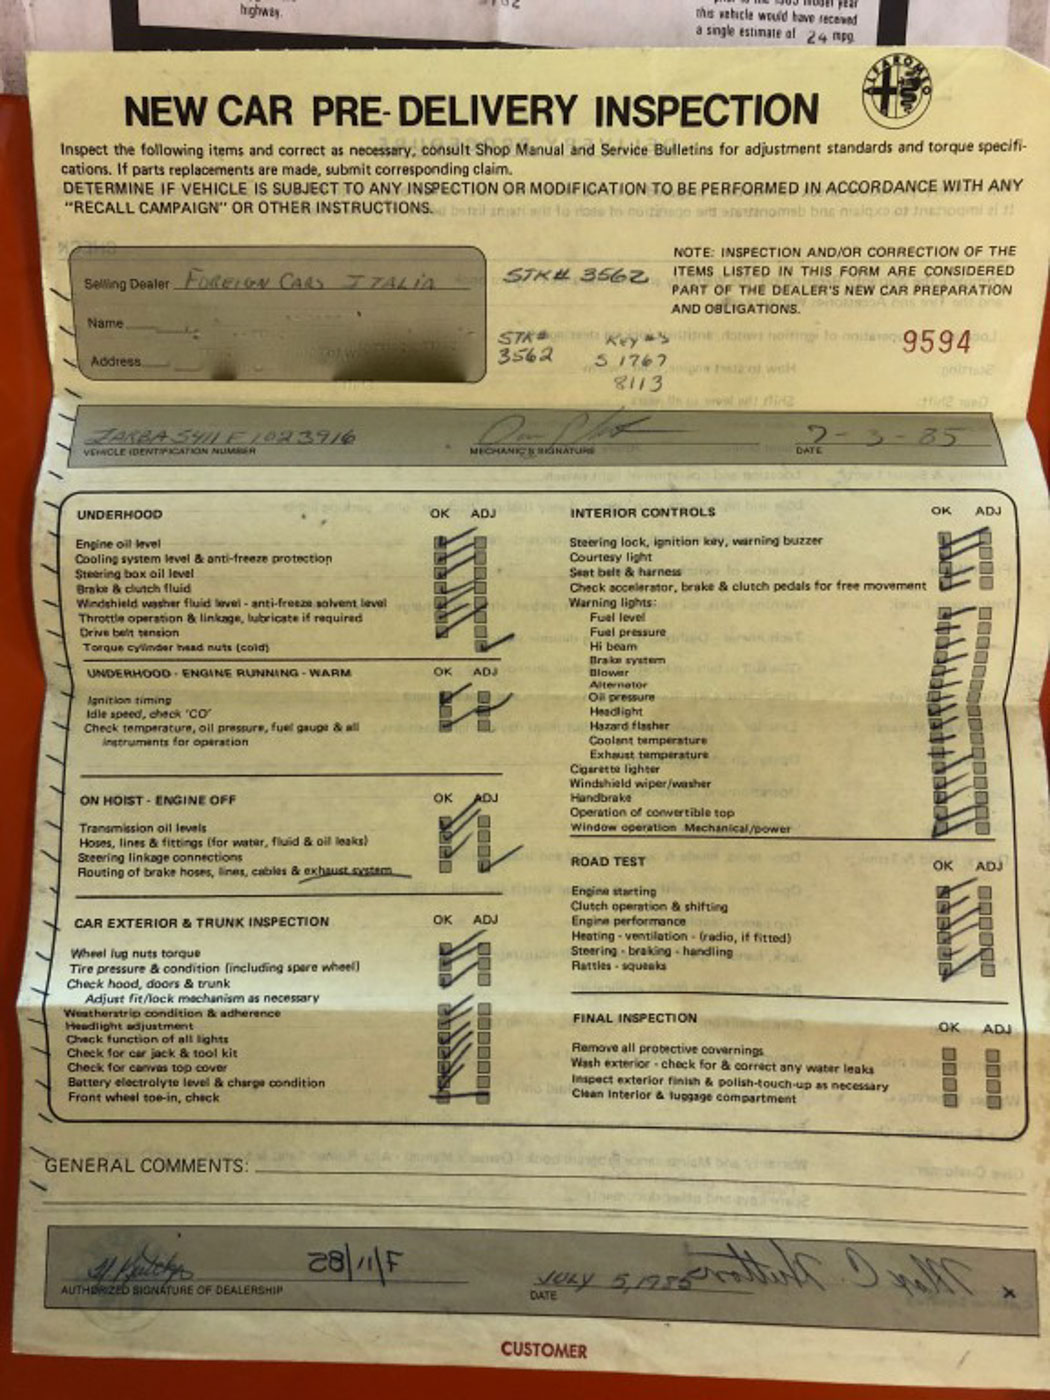 highway.
this vehicle would have received
a single estimate of 24 mpg.
ALFA ROMEO
NEW CAR PRE-DELIVERY INSPECTION
Inspect the following items and correct as necessary, consult Shop Manual and Service Bulletins for adjustment standards and torque specifi-
cations. If parts replacements are made, submit corresponding claim.
DETERMINE IF VEHICLE IS SUBJECT TO ANY INSPECTION OR MODIFICATION TO BE PERFORMED IN ACCORDANCE WITH ANY
"RECALL CAMPAIGN" OR OTHER INSTRUCTIONS.
Selling Dealer FOREIGN CARS ITALIA
Name
Address
STK# 3562
STK#
3562
KEY #'S
S 1767
8113
NOTE: INSPECTION AND/OR CORRECTION OF THE
ITEMS LISTED IN THIS FORM ARE CONSIDERED
PART OF THE DEALER'S NEW CAR PREPARATION
AND OBLIGATIONS.
9594
ZARBA5411F1023916
VEHICLE IDENTIFICATION NUMBER
MECHANIC'S SIGNATURE
7-3-85
DATE
UNDERHOOD OK ADJ
Engine oil level
Cooling system level & anti-freeze protection
Steering box oil level
Brake & clutch fluid
Windshield washer fluid level - anti-freeze solvent level
Throttle operation & linkage, lubricate if required
Drive belt tension
Torque cylinder head nuts (cold)
UNDERHOOD - ENGINE RUNNING - WARM OK ADJ
Ignition timing
Idle speed, check 'CO'
Check temperature, oil pressure, fuel gauge & all
instruments for operation
ON HOIST - ENGINE OFF OK ADJ
Transmission oil levels
Hoses, lines & fittings (for water, fluid & oil leaks)
Steering linkage connections
Routing of brake hoses, lines, cables & exhaust system
CAR EXTERIOR & TRUNK INSPECTION OK ADJ
Wheel lug nuts torque
Tire pressure & condition (including spare wheel)
Check hood, doors & trunk
Adjust fit/lock mechanism as necessary
Weatherstrip condition & adherence
Headlight adjustment
Check function of all lights
Check for car jack & tool kit
Check for canvas top cover
Battery electrolyte level & charge condition
Front wheel toe-in, check
INTERIOR CONTROLS OK ADJ
Steering lock, ignition key, warning buzzer
Courtesy light
Seat belt & harness
Check accelerator, brake & clutch pedals for free movement
Warning lights:
Fuel level
Fuel pressure
Hi beam
Brake system
Blower
Alternator
Oil pressure
Headlight
Hazard flasher
Coolant temperature
Exhaust temperature
Cigarette lighter
Windshield wiper/washer
Handbrake
Operation of convertible top
Window operation Mechanical/power
ROAD TEST OK ADJ
Engine starting
Clutch operation & shifting
Engine performance
Heating - ventilation - (radio, if fitted)
Steering - braking - handling
Rattles - squeaks
FINAL INSPECTION OK ADJ
Remove all protective covernings
Wash exterior - check for & correct any water leaks
Inspect exterior finish & polish-touch-up as necessary
Clean interior & luggage compartment
GENERAL COMMENTS:
AUTHORIZED SIGNATURE OF DEALERSHIP
7/11/85
JULY 5, 1985
DATE
Max C. Hutton
x
CUSTOMER